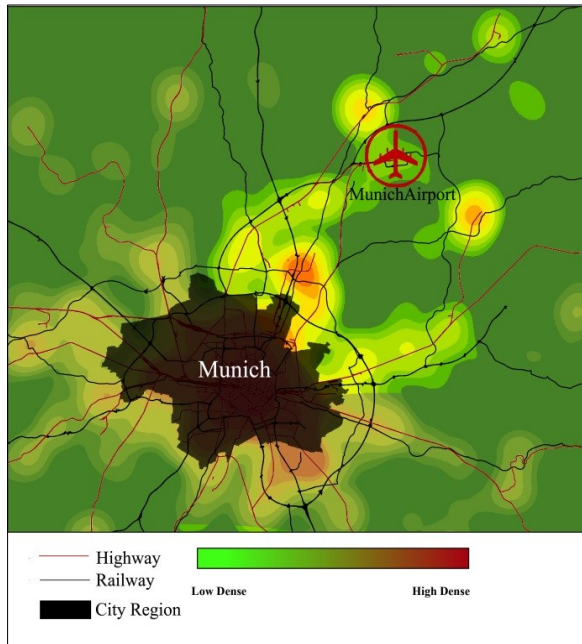 MunichAirport
Munich
Highway
Railway
City Region
Low Dense
High Dense